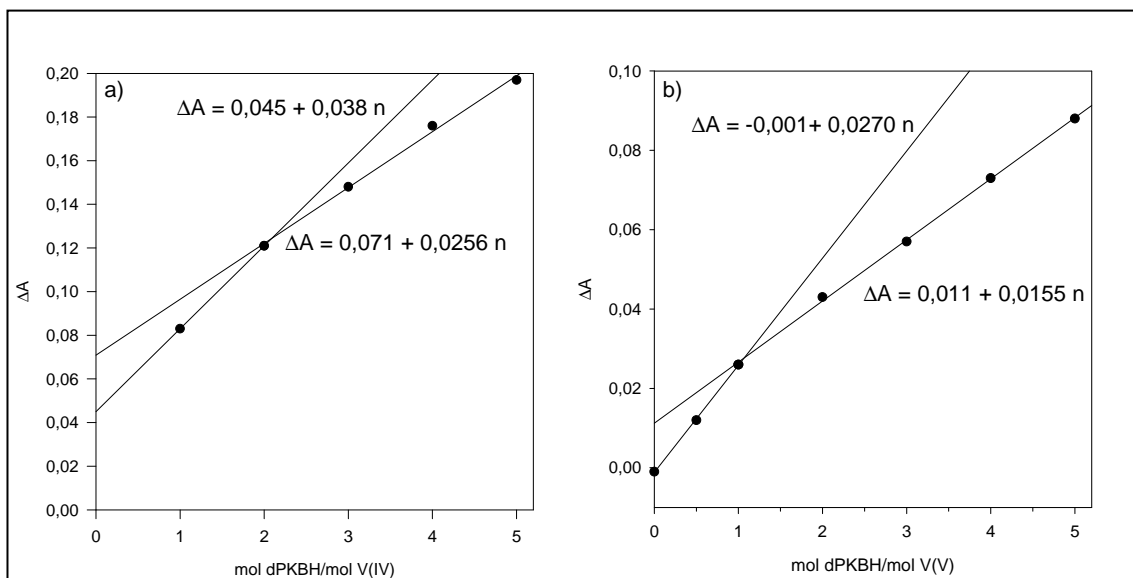 a)
ΔA = 0,045 + 0,038 n
ΔA = 0,071 + 0,0256 n
0,20
0,18
0,16
0,14
0,12
0,10
0,08
0,06
0,04
0,02
0,00
ΔA
0 1 2 3 4 5
mol dPKBH/mol V(IV)
b)
ΔA = -0,001+ 0,0270 n
ΔA = 0,011 + 0,0155 n
0,10
0,08
0,06
0,04
0,02
0,00
ΔA
0 1 2 3 4 5
mol dPKBH/mol V(V)